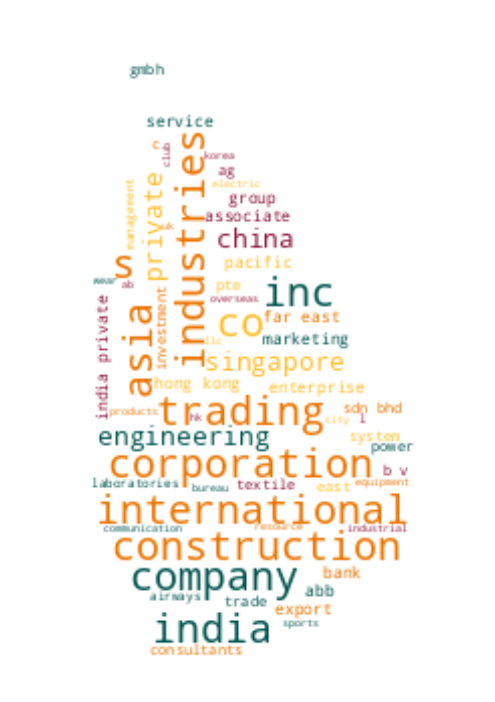 gmbh
service
c
club
korea
industries
ag
electric
management
private
group
associate
uk
china
s
pacific
wear
ab
pte
inc
overseas
india private
asia
investment
co
far east
llc
marketing
singapore
hong kong
enterprise
products
trading
hk
sdn bhd
city
l
engineering
system
power
corporation
b v
laboratories
bureau
textile
east
equipment
international
communication
resource
industrial
construction
company
bank
airways
abb
trade
export
india
sports
consultants